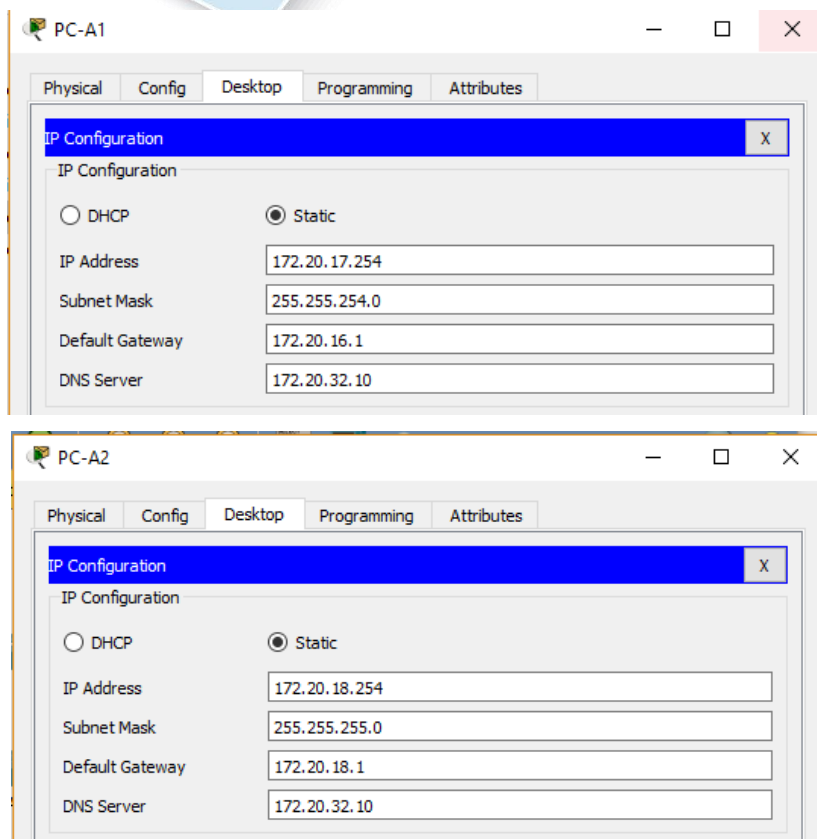 PC-A1
Physical Config Desktop Programming Attributes
IP Configuration X
IP Configuration
DHCP Static
IP Address 172.20.17.254
Subnet Mask 255.255.254.0
Default Gateway 172.20.16.1
DNS Server 172.20.32.10
PC-A2
Physical Config Desktop Programming Attributes
IP Configuration X
IP Configuration
DHCP Static
IP Address 172.20.18.254
Subnet Mask 255.255.255.0
Default Gateway 172.20.18.1
DNS Server 172.20.32.10